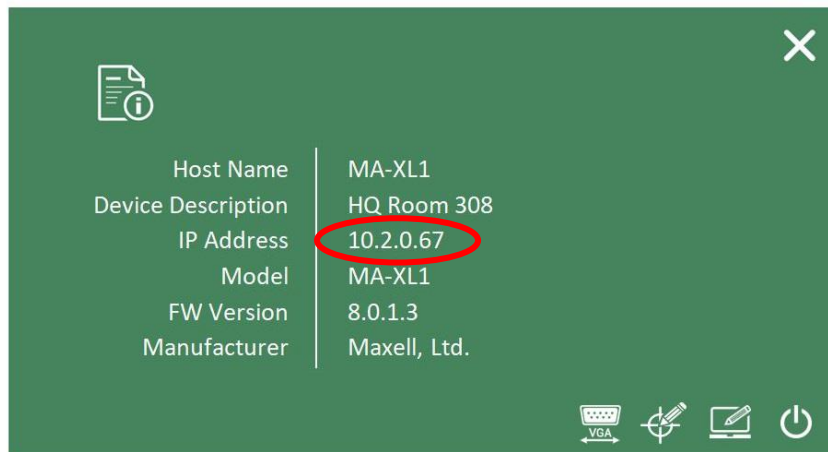 Host Name MA-XL1
Device Description HQ Room 308
IP Address 10.2.0.67
Model MA-XL1
FW Version 8.0.1.3
Manufacturer Maxell, Ltd.
VGA